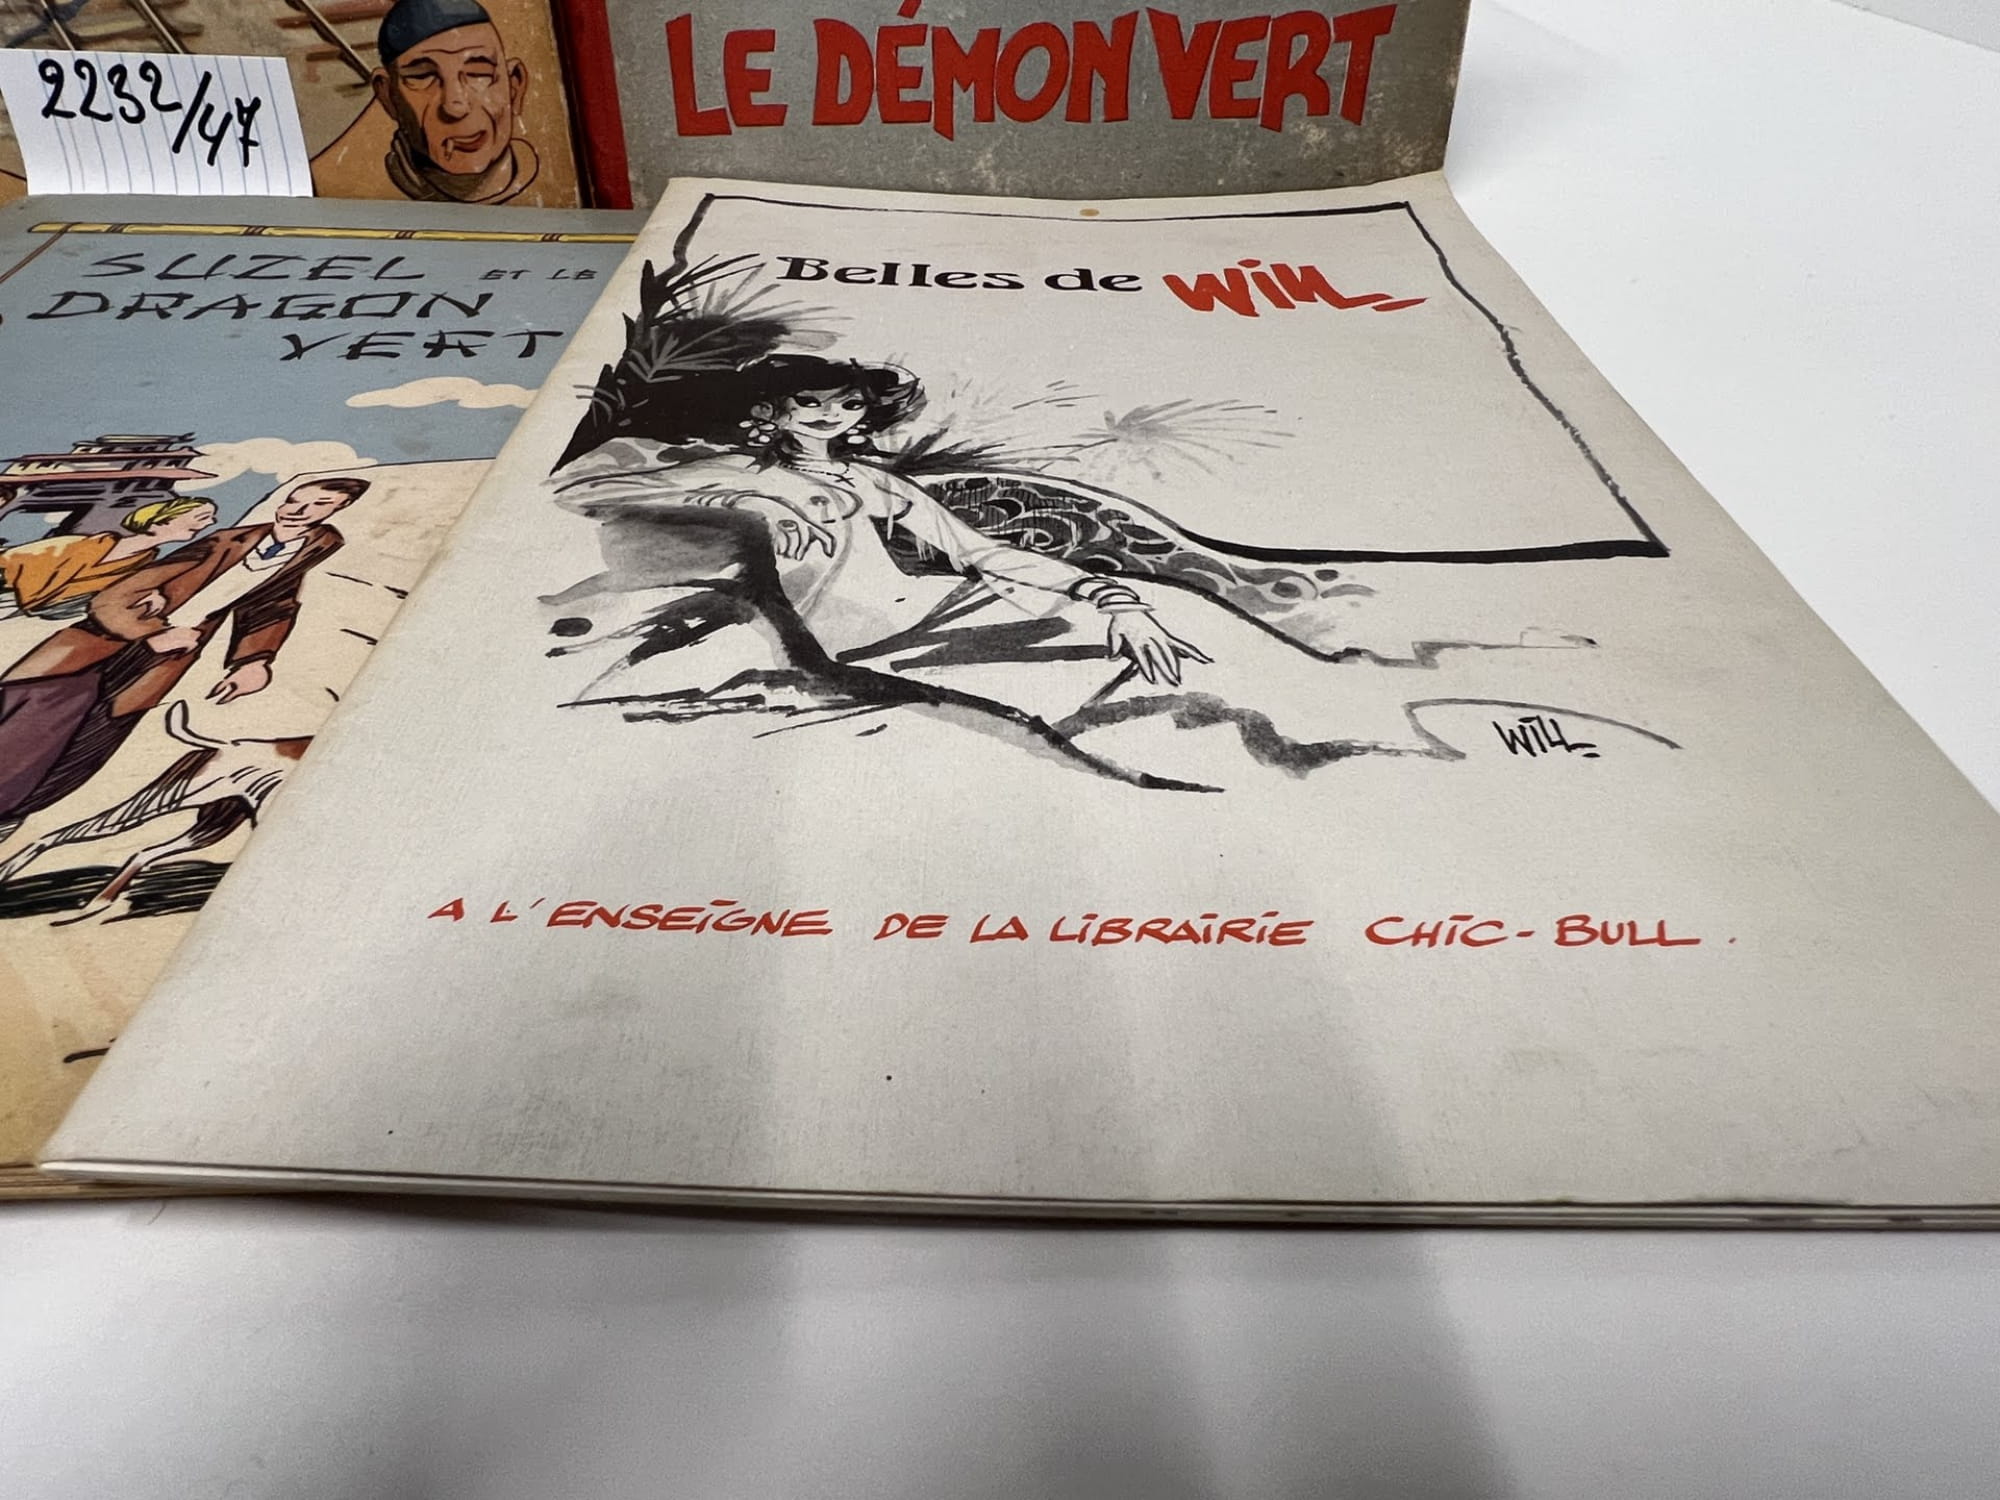 2232/47
LE DÉMON VERT
SUZEL ET LE
DRAGON
VERT
Belles de Will
WILL
A L'ENSEIGNE DE LA LIBRAIRIE CHIC-BULL.